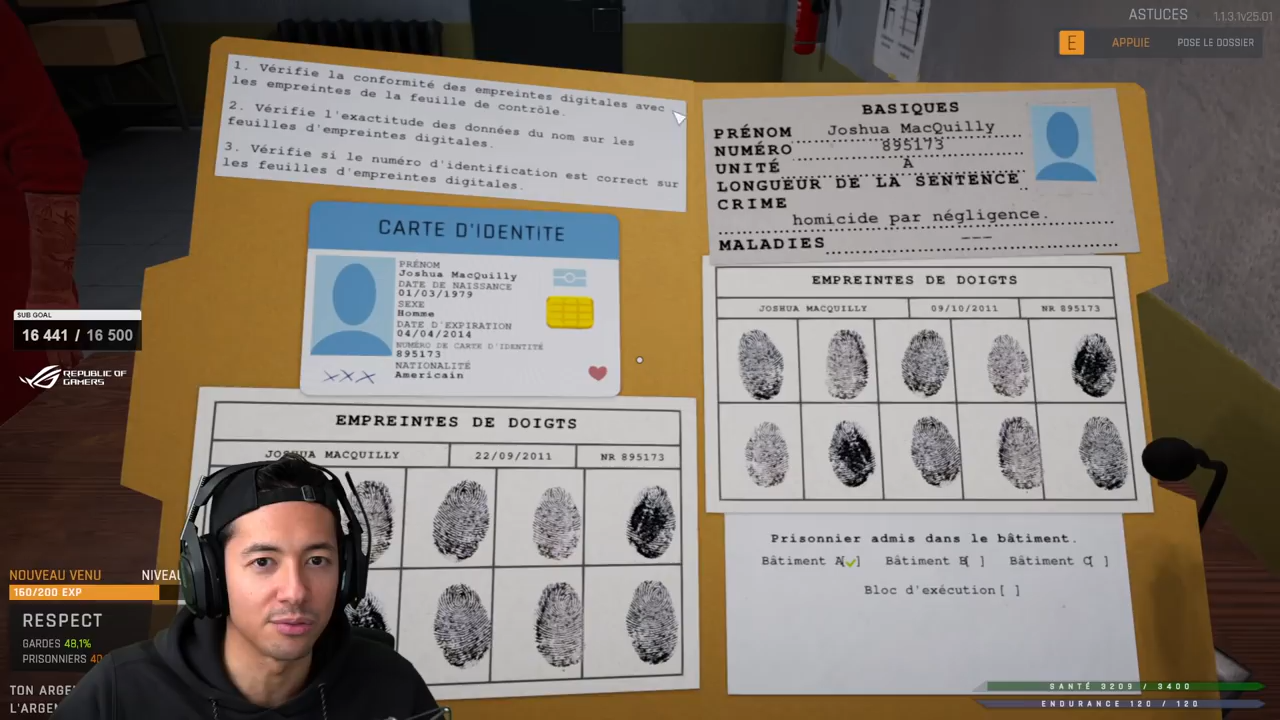 ASTUCES
1.1.3.1v25.01
E APPUIE POSE LE DOSSIER
1. Vérifie la conformité des empreintes digitales avec
les empreintes de la feuille de contrôle.
2. Vérifie l'exactitude des données du nom sur les
feuilles d'empreintes digitales.
3. Vérifie si le numéro d'identification est correct sur
les feuilles d'empreintes digitales.
BASIQUES
PRÉNOM Joshua MacQuilly
NUMÉRO 895173
UNITÉ A
LONGUEUR DE LA SENTENCE
CRIME
homicide par négligence.
MALADIES ---
CARTE D'IDENTITE
PRÉNOM
Joshua MacQuilly
DATE DE NAISSANCE
01/03/1979
SEXE
Homme
DATE D'EXPIRATION
04/04/2014
NUMÉRO DE CARTE D'IDENTITÉ
895173
NATIONALITÉ
Americain
XXX
EMPREINTES DE DOIGTS
JOSHUA MACQUILLY 09/10/2011 NR 895173
SUB GOAL
16 441 / 16 500
REPUBLIC OF
GAMERS
EMPREINTES DE DOIGTS
JOSHUA MACQUILLY 22/09/2011 NR 895173
Prisonnier admis dans le bâtiment.
Bâtiment A[✓] Bâtiment B[ ] Bâtiment C[ ]
Bloc d'exécution[ ]
NOUVEAU VENU NIVEAU
160/200 EXP
RESPECT
GARDES 48,1%
PRISONNIERS 40
TON ARGE
L'ARGEN
SANTÉ 3209 / 3400
ENDURANCE 120 / 120